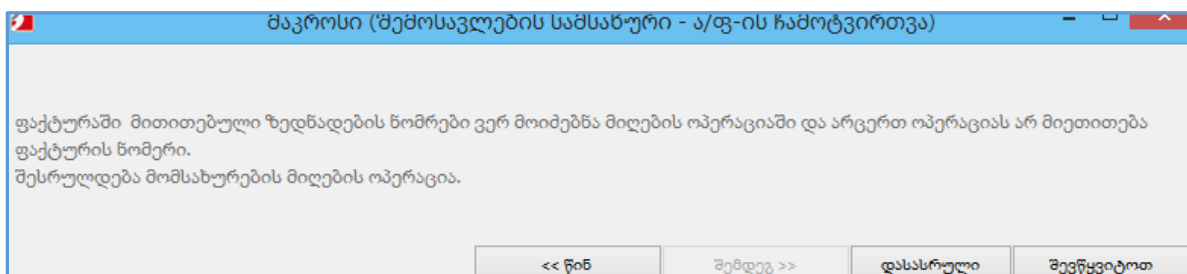 მაკროსი (შემოსავლების სამსახური - ა/ფ-ის ჩამოტვირთვა)
ფაქტურაში მითითებული ზედნადების ნომრები ვერ მოიძებნა მიღების ოპერაციაში და არცერთ ოპერაციას არ მიეთითება
ფაქტურის ნომერი.
შესრულდება მომსახურების მიღების ოპერაცია.
<< წინ შემდეგ >> დასასრული შევწყვიტოთ